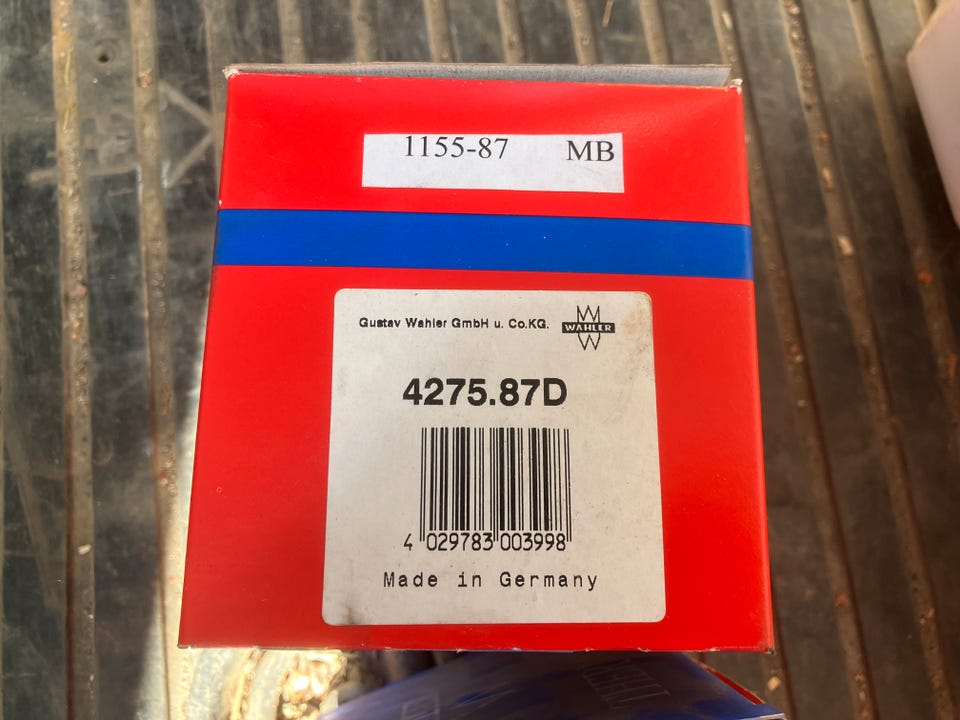 1155-87 MB
Gustav Wahler GmbH u. Co.KG.
WAHLER
4275.87D
4 029783 003998
Made in Germany